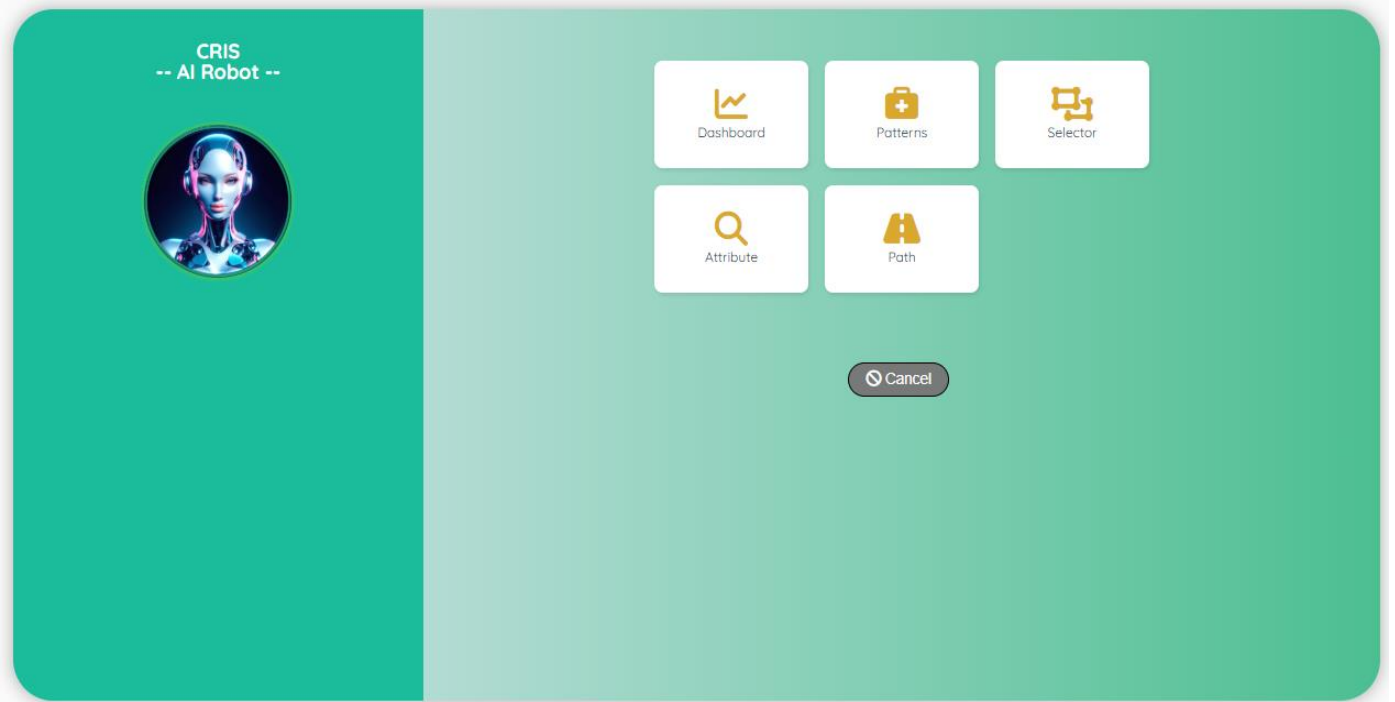 CRIS
-- AI Robot --
Dashboard
Patterns
Selector
Attribute
Path
Cancel